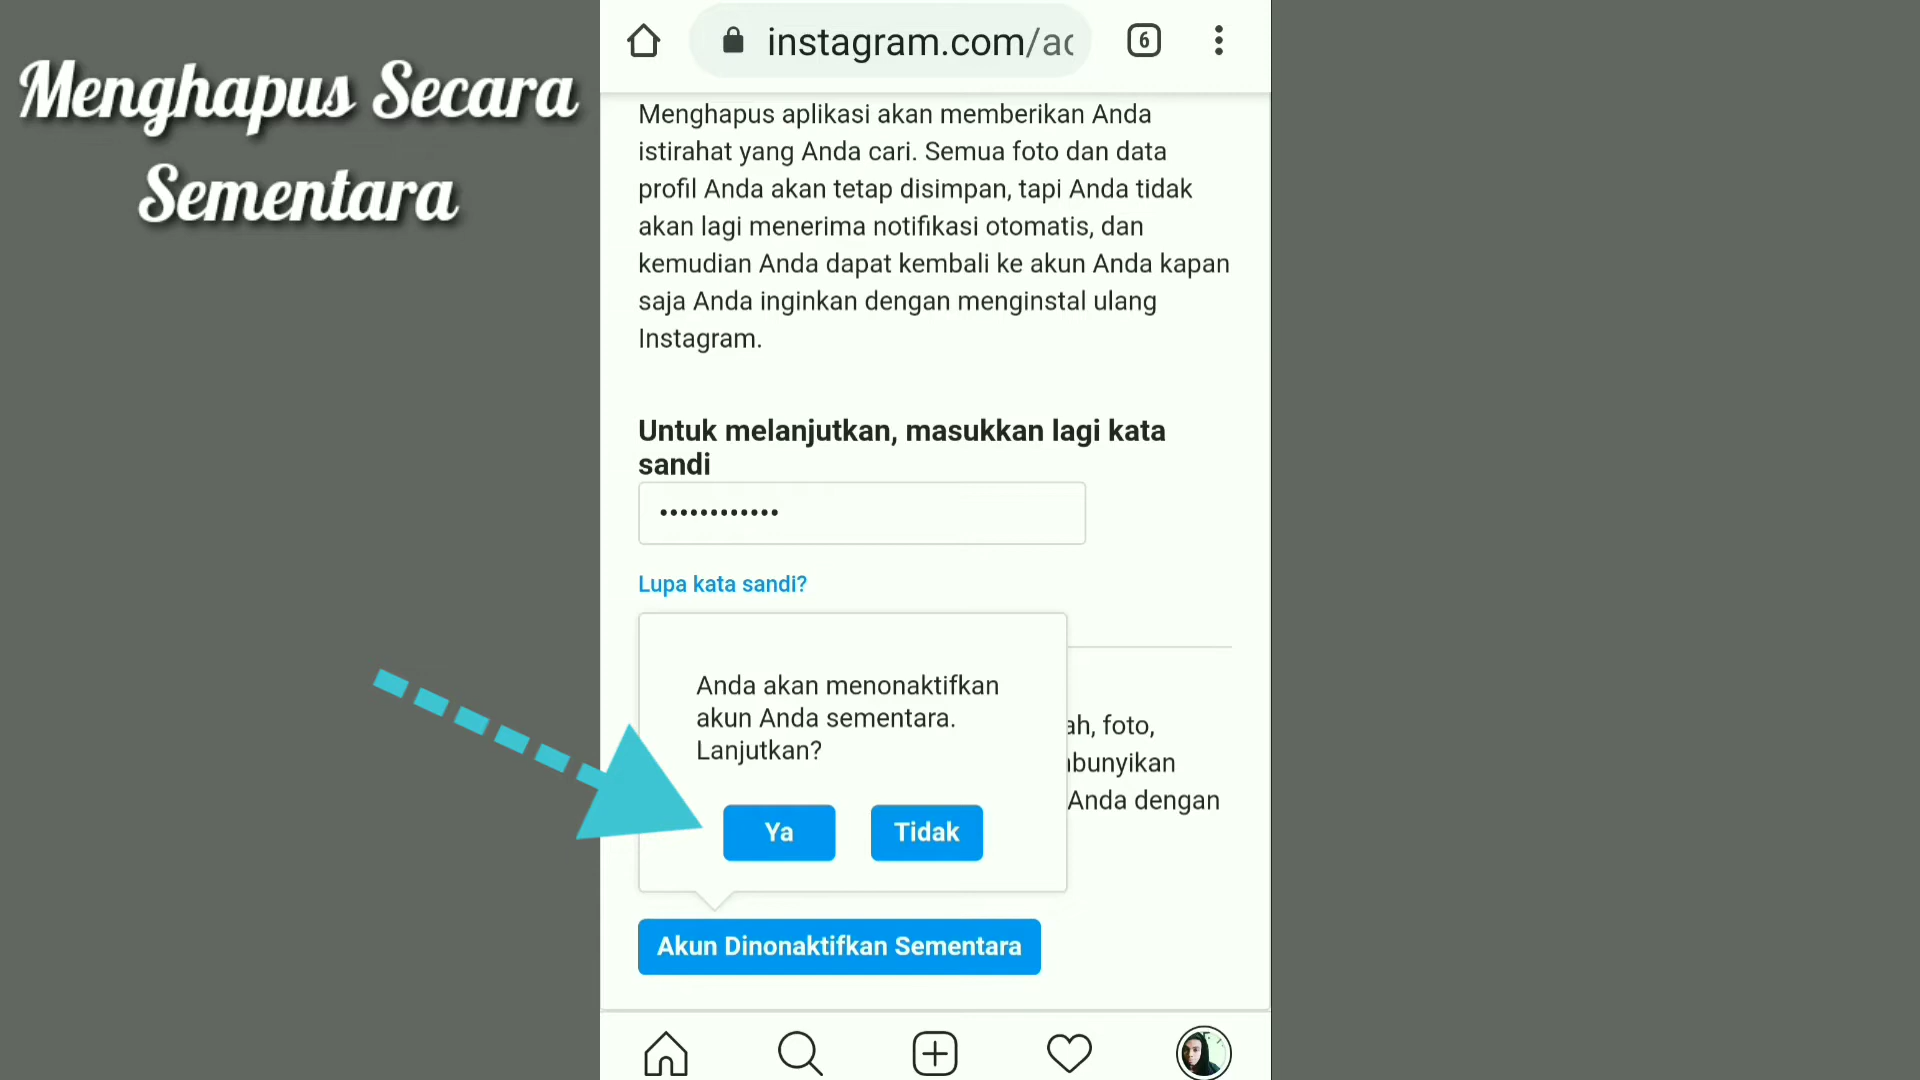 Menghapus Secara
Sementara
instagram.com/ac
6
Menghapus aplikasi akan memberikan Anda
istirahat yang Anda cari. Semua foto dan data
profil Anda akan tetap disimpan, tapi Anda tidak
akan lagi menerima notifikasi otomatis, dan
kemudian Anda dapat kembali ke akun Anda kapan
saja Anda inginkan dengan menginstal ulang
Instagram.
Untuk melanjutkan, masukkan lagi kata
sandi
••••••••••••
Lupa kata sandi?
Anda akan menonaktifkan
akun Anda sementara.
Lanjutkan?
ah, foto,
bunyikan
Anda dengan
Ya
Tidak
Akun Dinonaktifkan Sementara